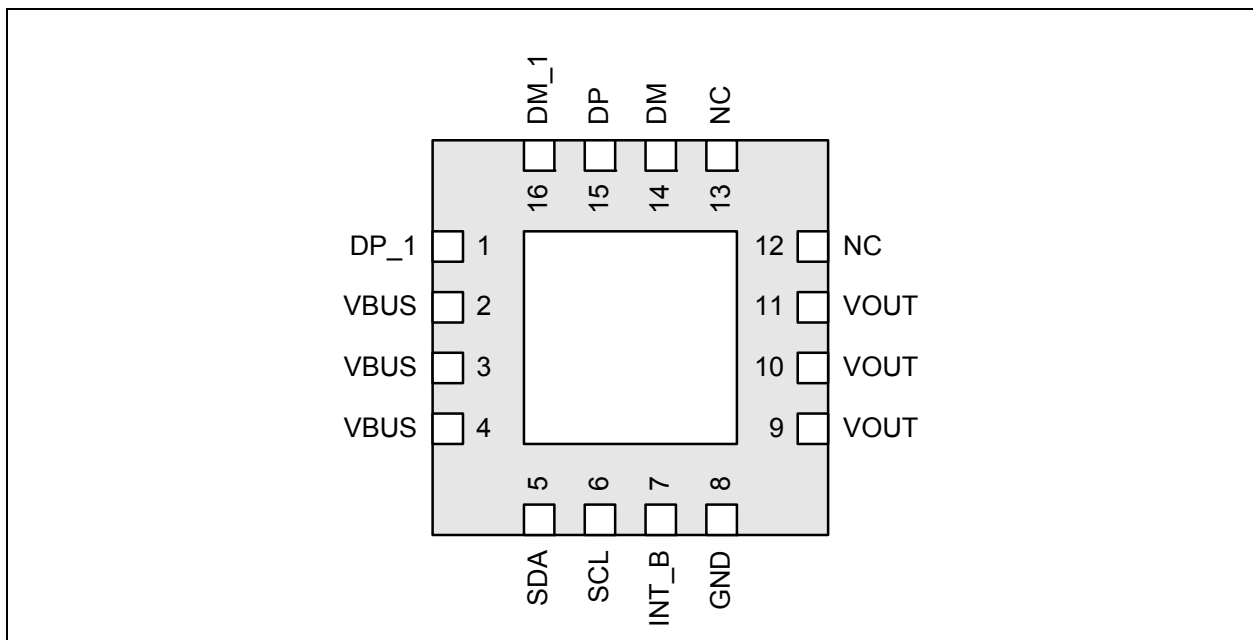 DM_1 DP DM NC
16 15 14 13
DP_1 1 12 NC
VBUS 2 11 VOUT
VBUS 3 10 VOUT
VBUS 4 9 VOUT
5 6 7 8
SDA SCL INT_B GND